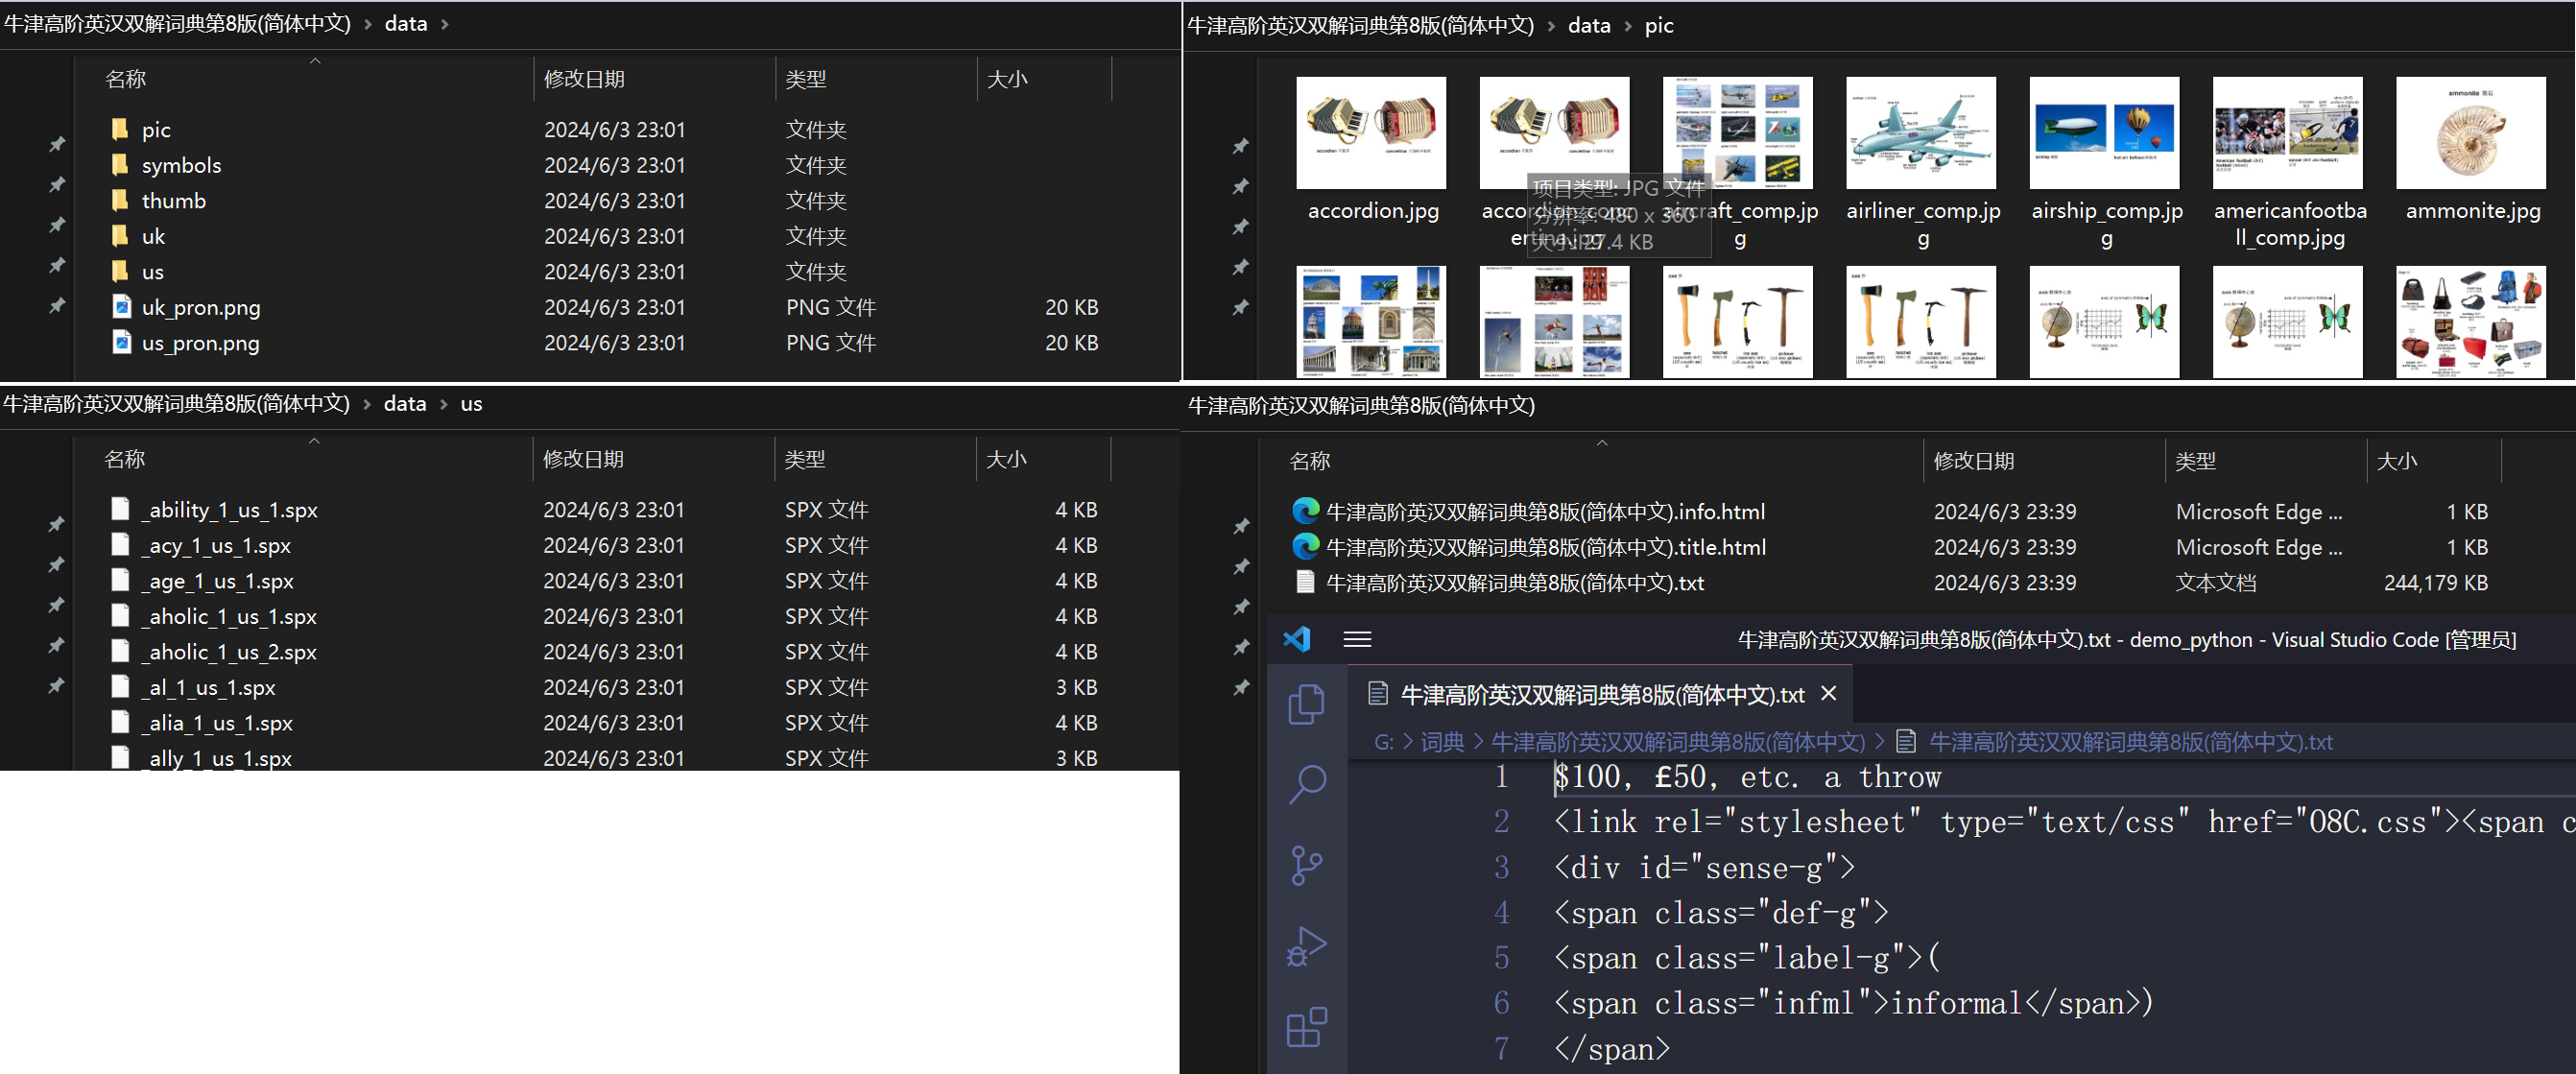 牛津高阶英汉双解词典第8版(简体中文) > data >
名称 修改日期 类型 大小
pic 2024/6/3 23:01 文件夹
symbols 2024/6/3 23:01 文件夹
thumb 2024/6/3 23:01 文件夹
uk 2024/6/3 23:01 文件夹
us 2024/6/3 23:01 文件夹
uk_pron.png 2024/6/3 23:01 PNG 文件 20 KB
us_pron.png 2024/6/3 23:01 PNG 文件 20 KB
牛津高阶英汉双解词典第8版(简体中文) > data > pic
ammonite
accordion.jpg
accordion_concertina.jpg
aircraft_comp.jpg
airliner_comp.jpg
airship_comp.jpg
americanfootball_comp.jpg
ammonite.jpg
项目类型: JPG 文件
分辨率: 480 x 360
大小: 27.4 KB
牛津高阶英汉双解词典第8版(简体中文) > data > us
名称 修改日期 类型 大小
_ability_1_us_1.spx 2024/6/3 23:01 SPX 文件 4 KB
_acy_1_us_1.spx 2024/6/3 23:01 SPX 文件 4 KB
_age_1_us_1.spx 2024/6/3 23:01 SPX 文件 4 KB
_aholic_1_us_1.spx 2024/6/3 23:01 SPX 文件 4 KB
_aholic_1_us_2.spx 2024/6/3 23:01 SPX 文件 4 KB
_al_1_us_1.spx 2024/6/3 23:01 SPX 文件 3 KB
_alia_1_us_1.spx 2024/6/3 23:01 SPX 文件 4 KB
_ally_1_us_1.spx 2024/6/3 23:01 SPX 文件 3 KB
牛津高阶英汉双解词典第8版(简体中文)
名称 修改日期 类型 大小
牛津高阶英汉双解词典第8版(简体中文).info.html 2024/6/3 23:39 Microsoft Edge ... 1 KB
牛津高阶英汉双解词典第8版(简体中文).title.html 2024/6/3 23:39 Microsoft Edge ... 1 KB
牛津高阶英汉双解词典第8版(简体中文).txt 2024/6/3 23:39 文本文档 244,179 KB
牛津高阶英汉双解词典第8版(简体中文).txt - demo_python - Visual Studio Code [管理员]
牛津高阶英汉双解词典第8版(简体中文).txt
G: > 词典 > 牛津高阶英汉双解词典第8版(简体中文) > 牛津高阶英汉双解词典第8版(简体中文).txt
1 $100, £50, etc. a throw
2 <link rel="stylesheet" type="text/css" href="O8C.css"><span c
3 <div id="sense-g">
4 <span class="def-g">
5 <span class="label-g">(
6 <span class="infml">informal</span>)
7 </span>